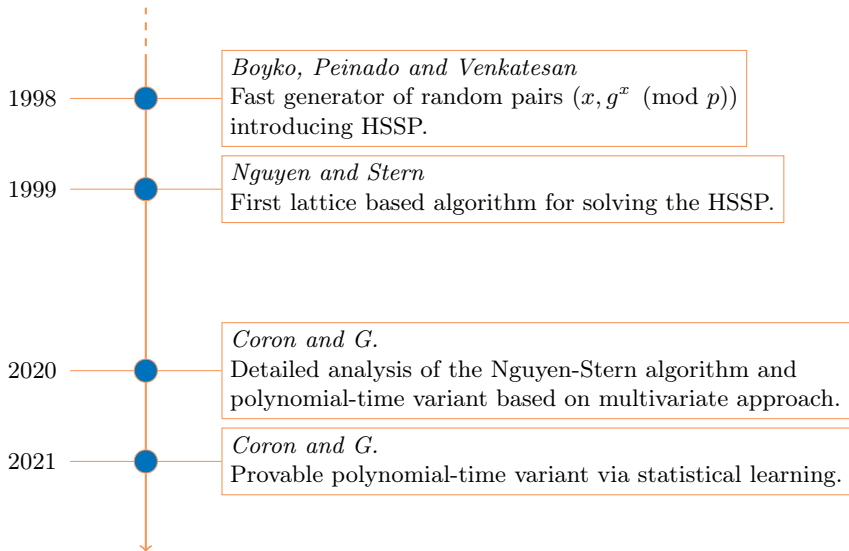 1998
Boyko, Peinado and Venkatesan
Fast generator of random pairs (x, g^x (mod p))
introducing HSSP.
1999
Nguyen and Stern
First lattice based algorithm for solving the HSSP.
2020
Coron and G.
Detailed analysis of the Nguyen-Stern algorithm and
polynomial-time variant based on multivariate approach.
2021
Coron and G.
Provable polynomial-time variant via statistical learning.